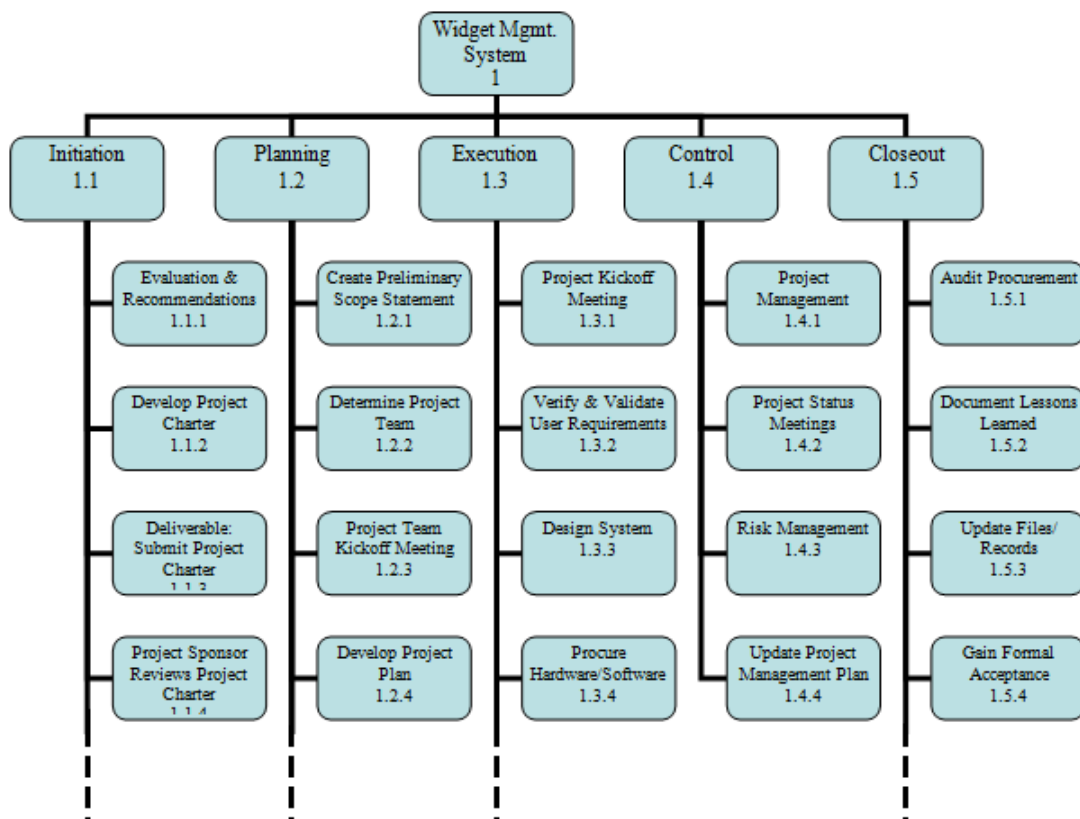 Widget Mgmt.
System
1
Initiation
1.1
Planning
1.2
Execution
1.3
Control
1.4
Closeout
1.5
Evaluation &
Recommendations
1.1.1
Create Preliminary
Scope Statement
1.2.1
Project Kickoff
Meeting
1.3.1
Project
Management
1.4.1
Audit Procurement
1.5.1
Develop Project
Charter
1.1.2
Determine Project
Team
1.2.2
Verify & Validate
User Requirements
1.3.2
Project Status
Meetings
1.4.2
Document Lessons
Learned
1.5.2
Deliverable:
Submit Project
Charter
1.1.3
Project Team
Kickoff Meeting
1.2.3
Design System
1.3.3
Risk Management
1.4.3
Update Files/
Records
1.5.3
Project Sponsor
Reviews Project
Charter
1.1.4
Develop Project
Plan
1.2.4
Procure
Hardware/Software
1.3.4
Update Project
Management Plan
1.4.4
Gain Formal
Acceptance
1.5.4